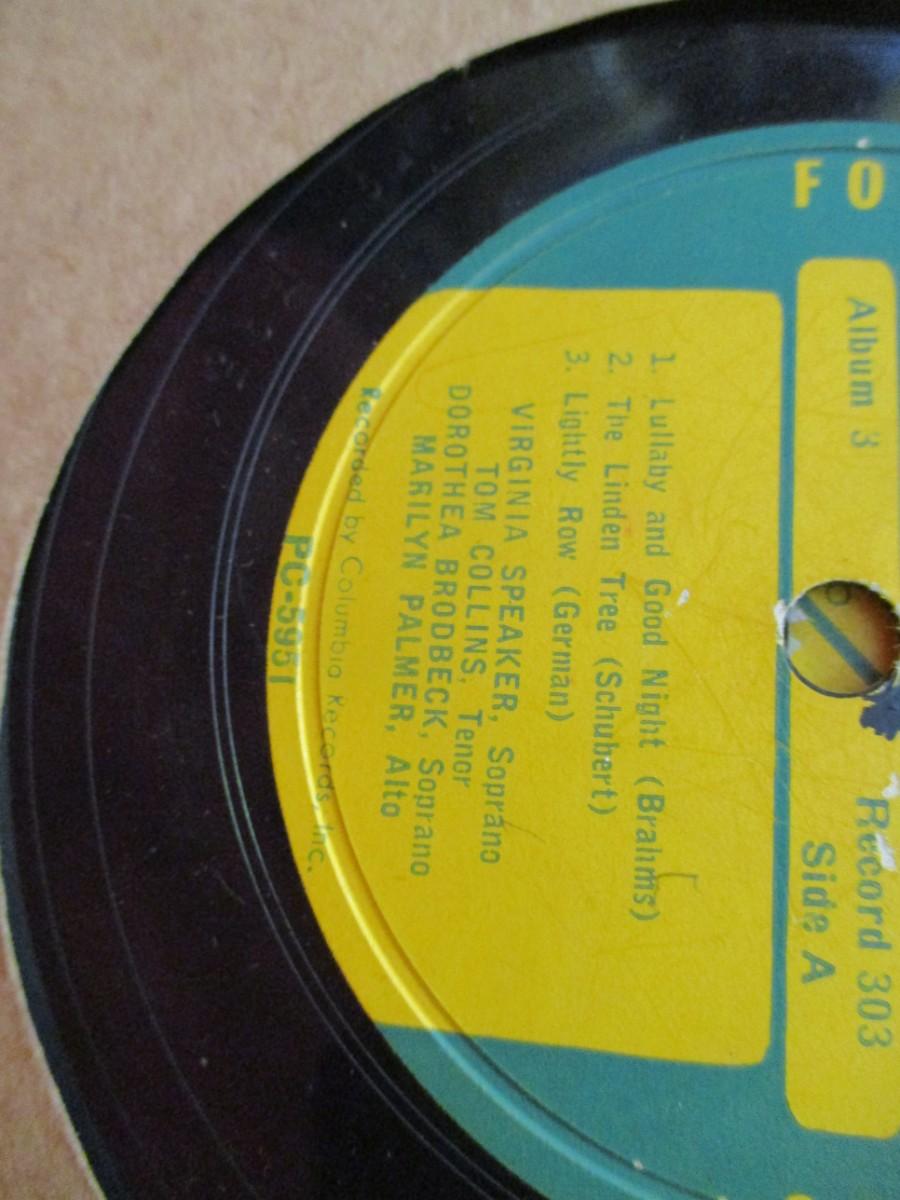 FO
Album 3
Record 303
Side A
1. Lullaby and Good Night (Brahms)
2. The Linden Tree (Schubert)
3. Lightly Row (German)
VIRGINIA SPEAKER, Soprano
TOM COLLINS, Tenor
DOROTHEA BRODBECK, Soprano
MARILYN PALMER, Alto
Recorded by Columbia Records, Inc.
PC-5951